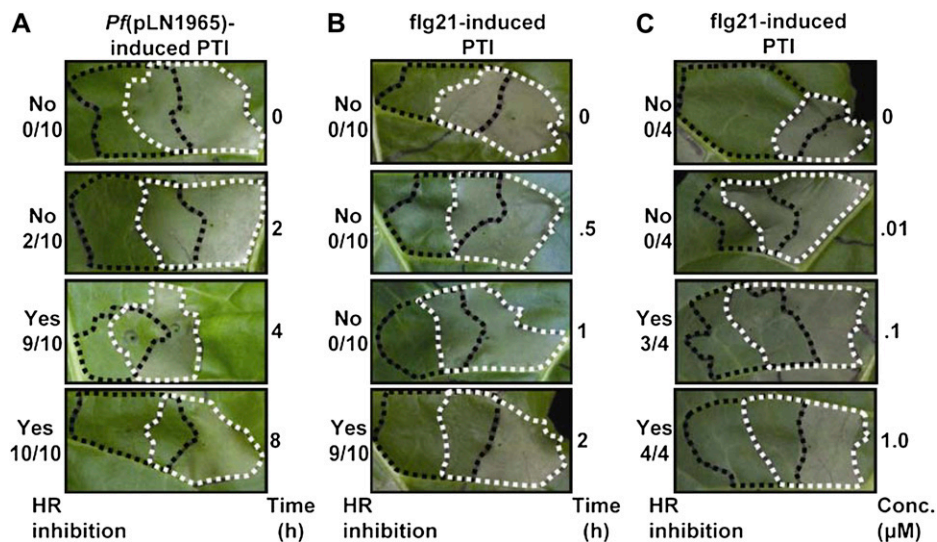 A
Pf(pLN1965)-
induced PTI
No
0/10
0
No
2/10
2
Yes
9/10
4
Yes
10/10
8
HR
inhibition
Time
(h)
B
flg21-induced
PTI
No
0/10
0
No
0/10
.5
No
0/10
1
Yes
9/10
2
HR
inhibition
Time
(h)
C
flg21-induced
PTI
No
0/4
0
No
0/4
.01
Yes
3/4
.1
Yes
4/4
1.0
HR
inhibition
Conc.
(μM)